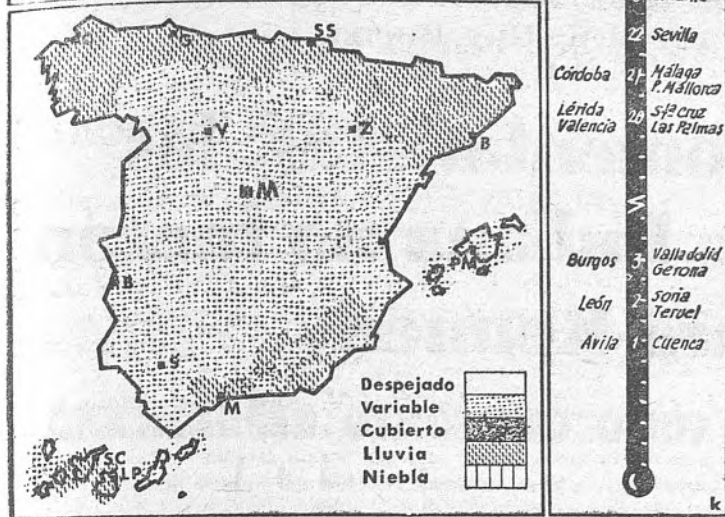 G
SS
V
Z
B
M
PM
B
S
M
SC
LP
Despejado
Variable
Cubierto
Lluvia
Niebla
22 Sevilla
Córdoba 21 Málaga
P. Mallorca
Lérida 20 Sta Cruz
Valencia Las Palmas
Burgos 3 Valladolid
Gerona
León 2 Soria
Teruel
Ávila 1 Cuenca